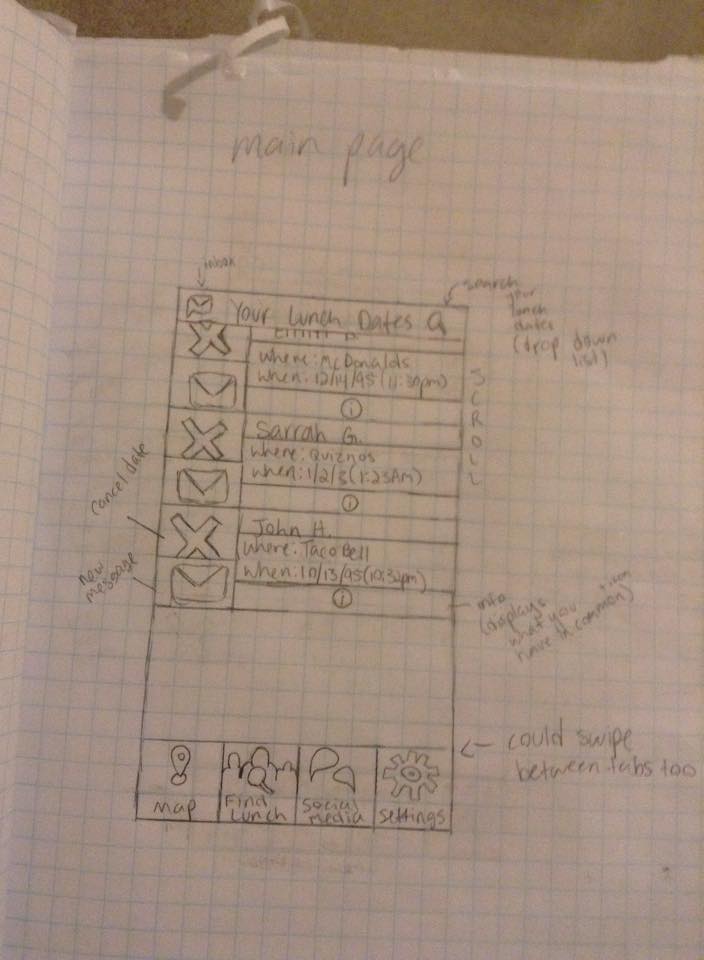 main page
inbox
search
your
lunch
dates
(drop down
list)
Your Lunch Dates
where: McDonalds
when: 12/14/95 (11:30pm)
SCROLL
Sarrah G.
where: Quiznos
when: 1/2/3 (1:23AM)
cancel date
John H.
where: Taco Bell
when: 10/13/95 (10:32pm)
new
message
info
(displays
what you + them
have in common)
could swipe
between tabs too
map
Find
Lunch
Social
media
settings